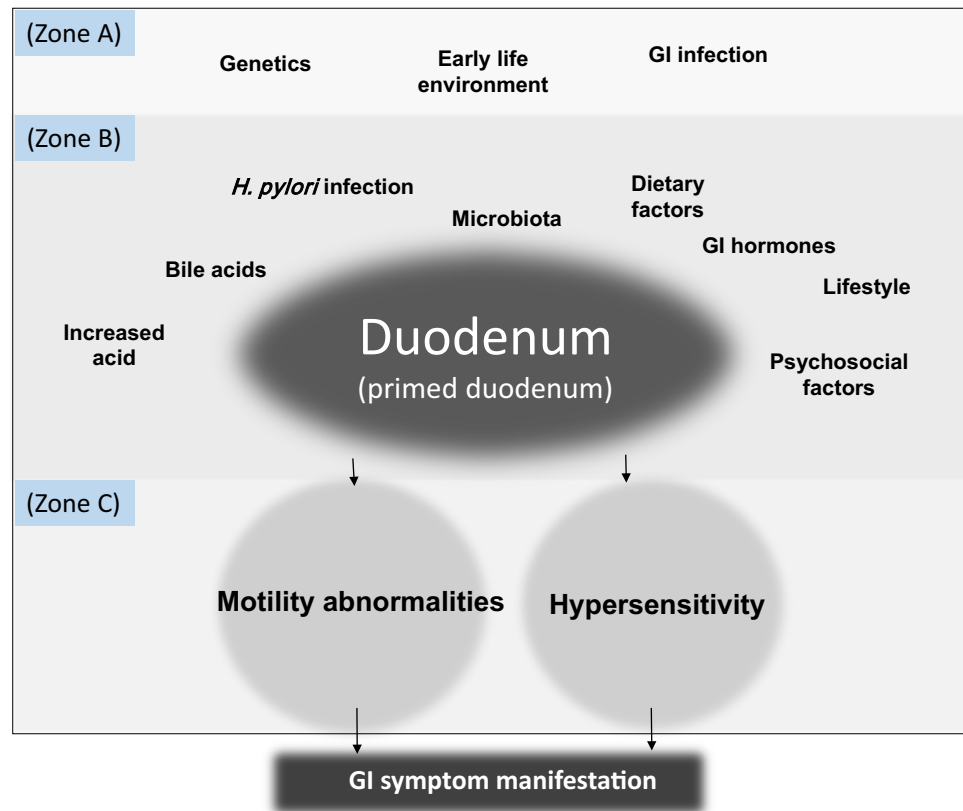 (Zone A)
Genetics
Early life
environment
GI infection
(Zone B)
H. pylori infection
Microbiota
Dietary
factors
GI hormones
Bile acids
Lifestyle
Increased
acid
Duodenum
(primed duodenum)
Psychosocial
factors
(Zone C)
Motility abnormalities
Hypersensitivity
GI symptom manifestation